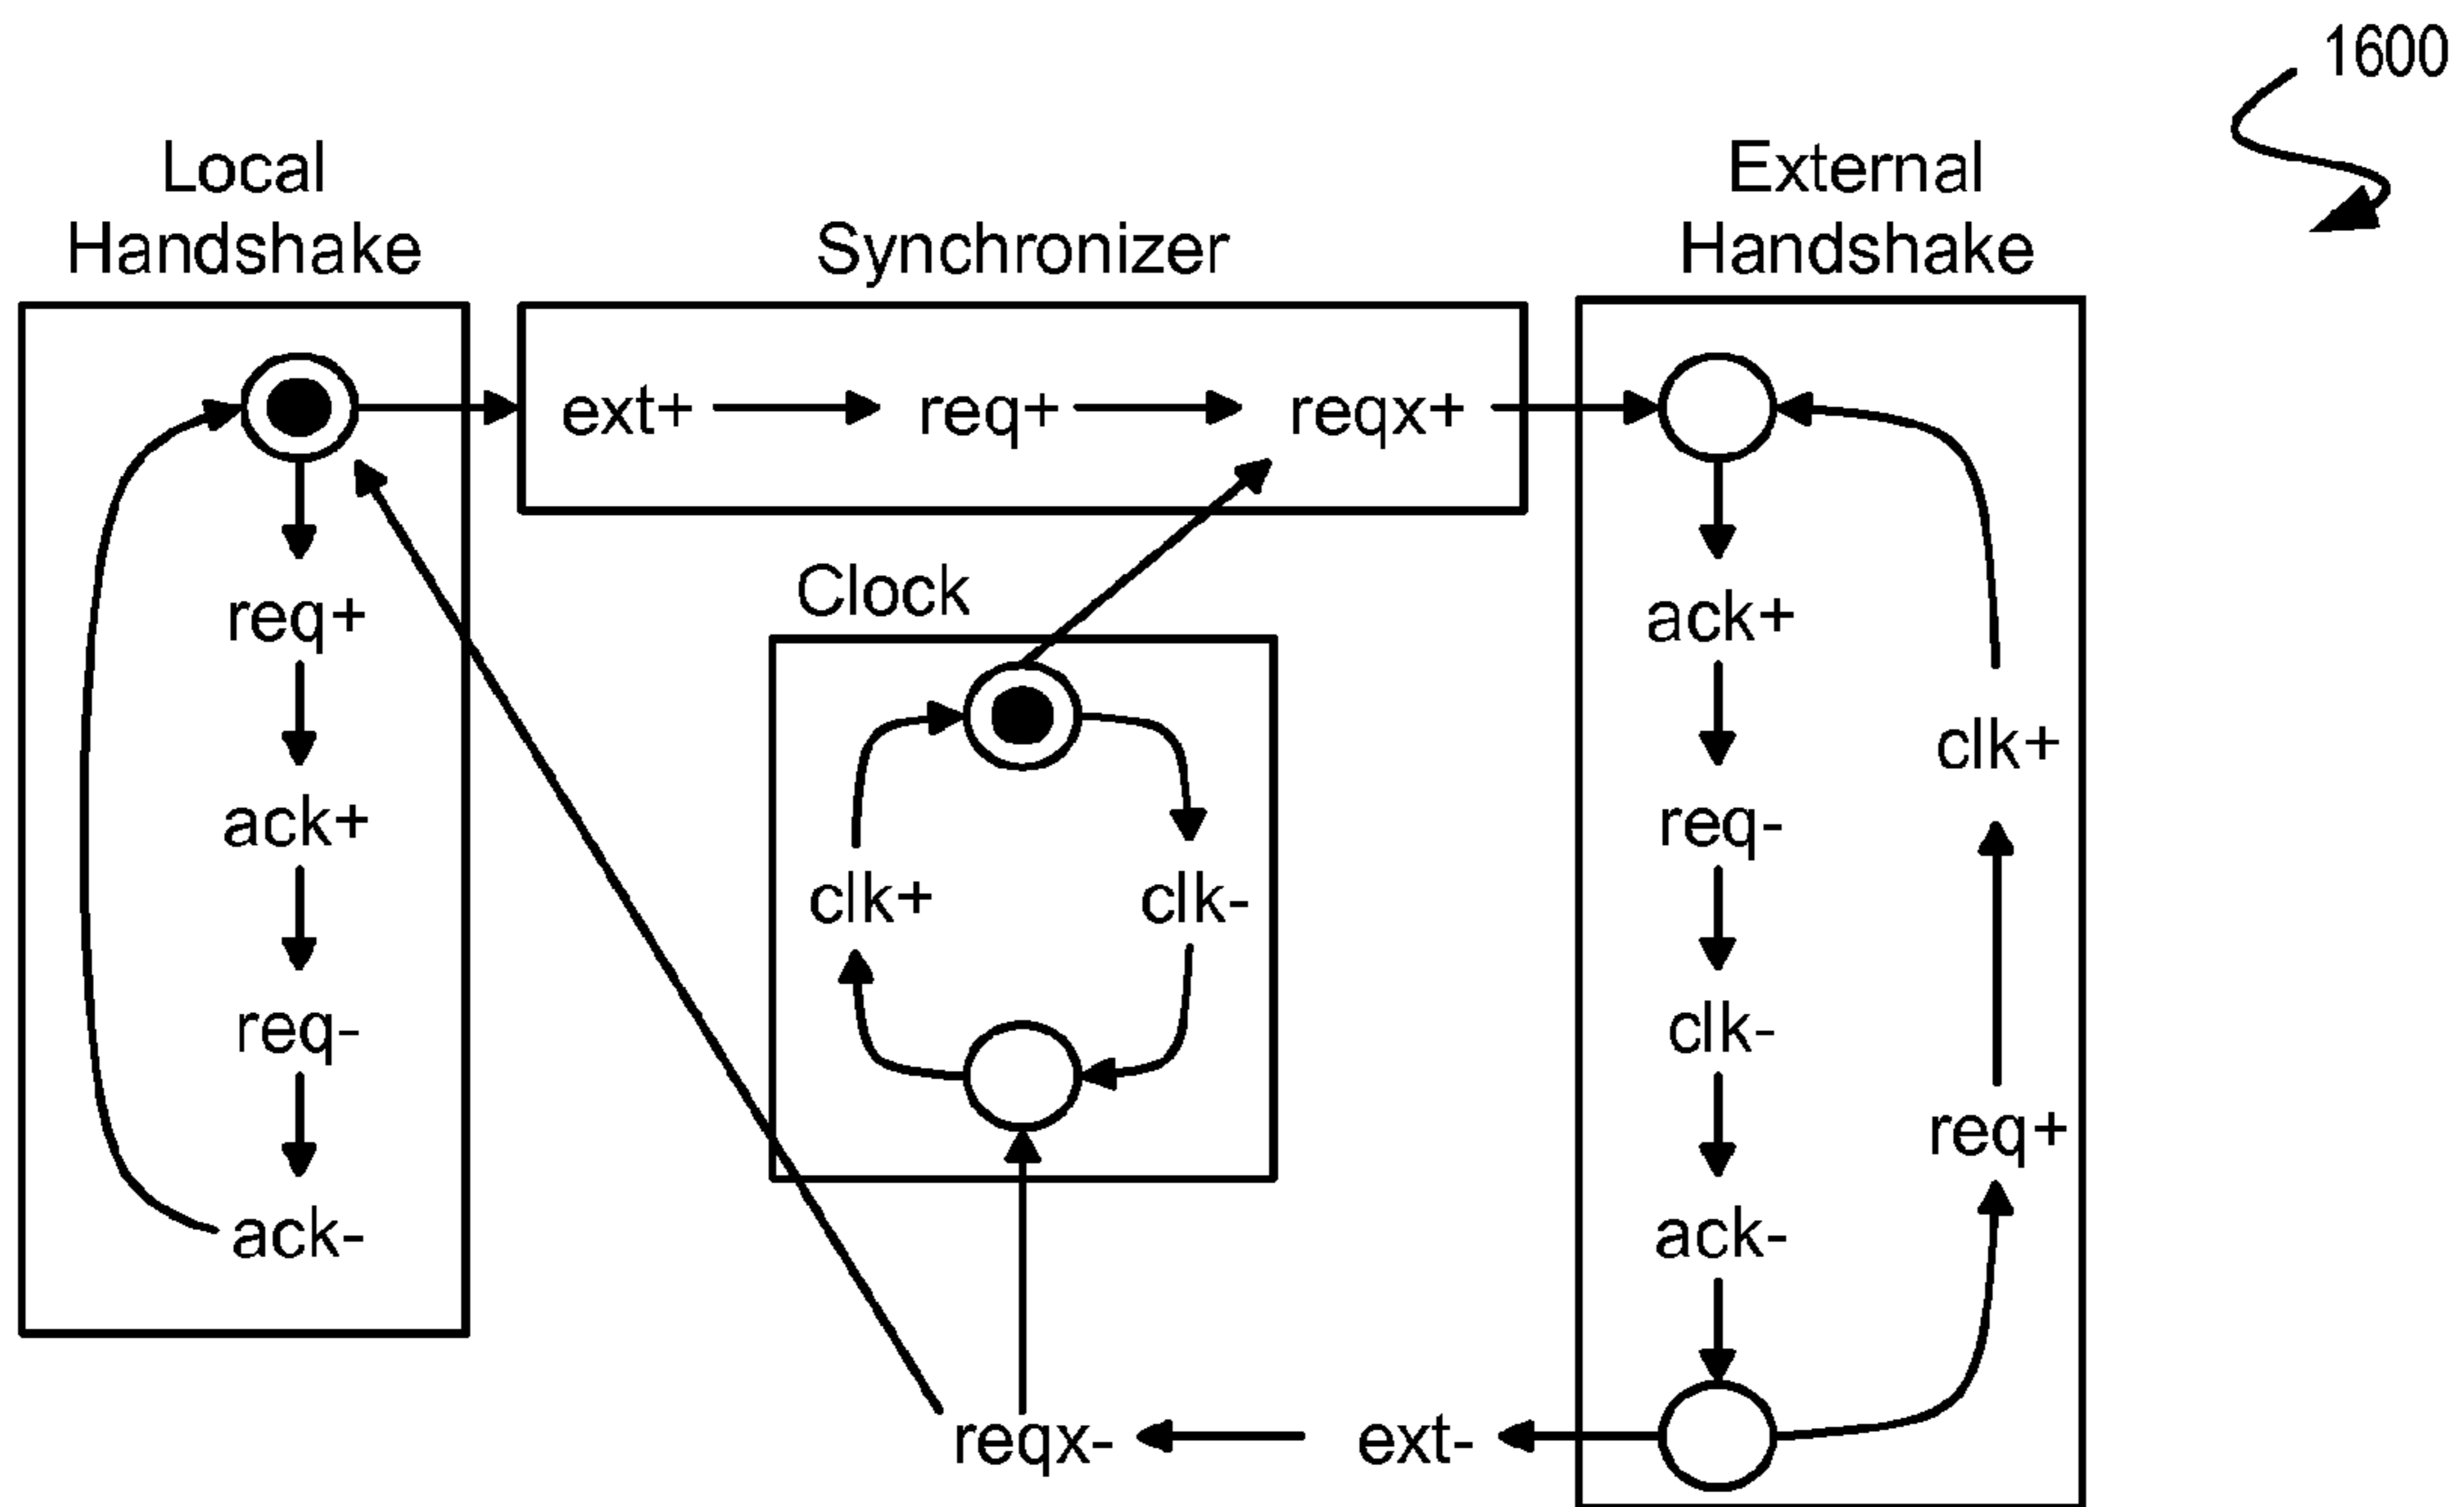 1600
Local
Handshake
Synchronizer
External
Handshake
ext+
req+
reqx+
Clock
req+
ack+
req-
ack-
clk+
clk-
ack+
req-
clk-
ack-
clk+
req+
reqx-
ext-